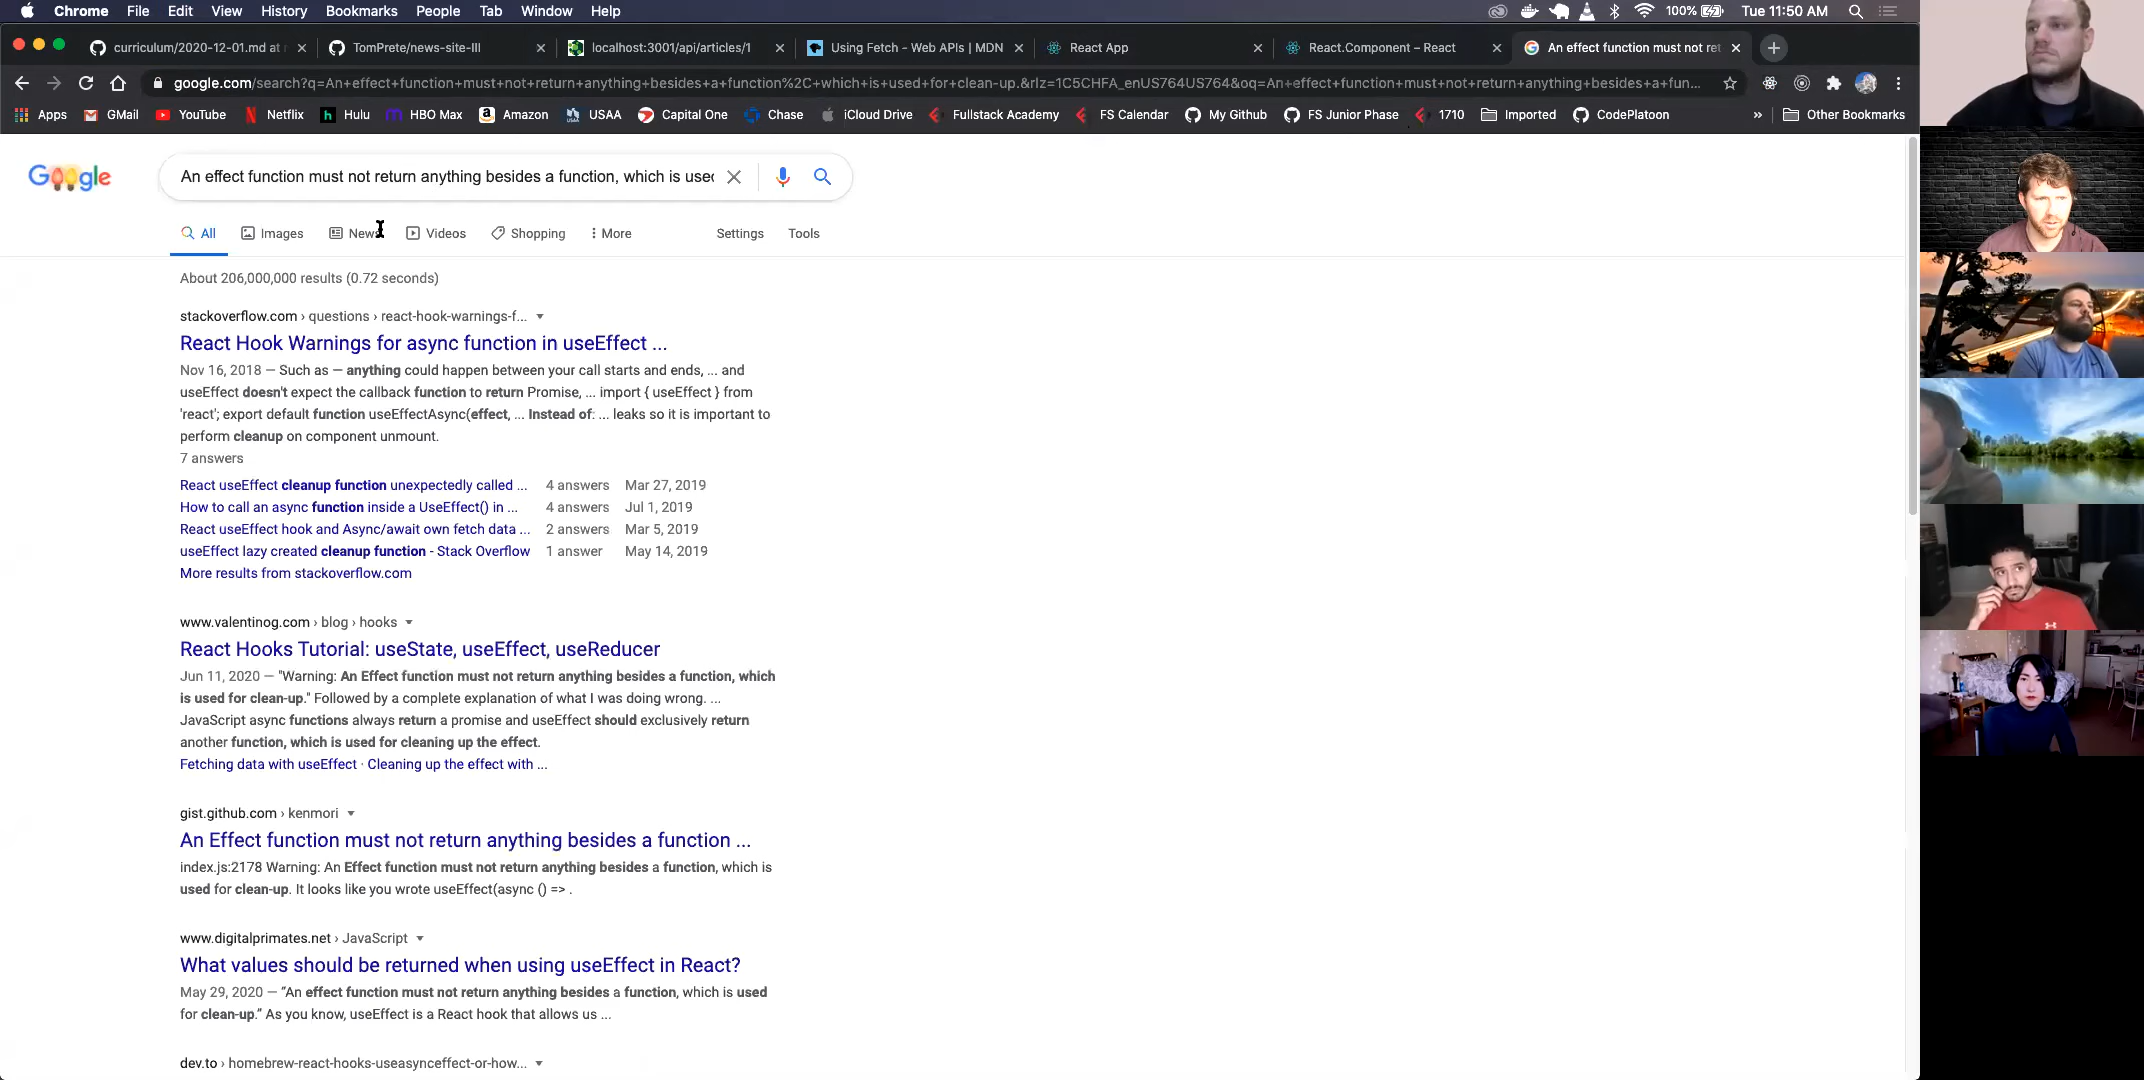 Chrome File Edit View History Bookmarks People Tab Window Help 100% Tue 11:50 AM
curriculum/2020-12-01.md at r TomPrete/news-site-III localhost:3001/api/articles/1 Using Fetch - Web APIs | MDN React App React.Component – React An effect function must not ret
google.com/search?q=An+effect+function+must+not+return+anything+besides+a+function%2C+which+is+used+for+clean-up.&rlz=1C5CHFA_enUS764US764&oq=An+effect+function+must+not+return+anything+besides+a+fun...
Apps GMail YouTube Netflix Hulu HBO Max Amazon USAA Capital One Chase iCloud Drive Fullstack Academy FS Calendar My Github FS Junior Phase 1710 Imported CodePlatoon » Other Bookmarks
Google An effect function must not return anything besides a function, which is used
All Images News Videos Shopping More Settings Tools
About 206,000,000 results (0.72 seconds)
stackoverflow.com › questions › react-hook-warnings-f...
React Hook Warnings for async function in useEffect ...
Nov 16, 2018 — Such as — anything could happen between your call starts and ends, ... and
useEffect doesn't expect the callback function to return Promise, ... import { useEffect } from
'react'; export default function useEffectAsync(effect, ... Instead of: ... leaks so it is important to
perform cleanup on component unmount.
7 answers
React useEffect cleanup function unexpectedly called ... 4 answers Mar 27, 2019
How to call an async function inside a UseEffect() in ... 4 answers Jul 1, 2019
React useEffect hook and Async/await own fetch data ... 2 answers Mar 5, 2019
useEffect lazy created cleanup function - Stack Overflow 1 answer May 14, 2019
More results from stackoverflow.com
www.valentinog.com › blog › hooks
React Hooks Tutorial: useState, useEffect, useReducer
Jun 11, 2020 — "Warning: An Effect function must not return anything besides a function, which
is used for clean-up." Followed by a complete explanation of what I was doing wrong. ...
JavaScript async functions always return a promise and useEffect should exclusively return
another function, which is used for cleaning up the effect.
Fetching data with useEffect · Cleaning up the effect with ...
gist.github.com › kenmori
An Effect function must not return anything besides a function ...
index.js:2178 Warning: An Effect function must not return anything besides a function, which is
used for clean-up. It looks like you wrote useEffect(async () => .
www.digitalprimates.net › JavaScript
What values should be returned when using useEffect in React?
May 29, 2020 — “An effect function must not return anything besides a function, which is used
for clean-up.” As you know, useEffect is a React hook that allows us ...
dev.to › homebrew-react-hooks-useasynceffect-or-how...